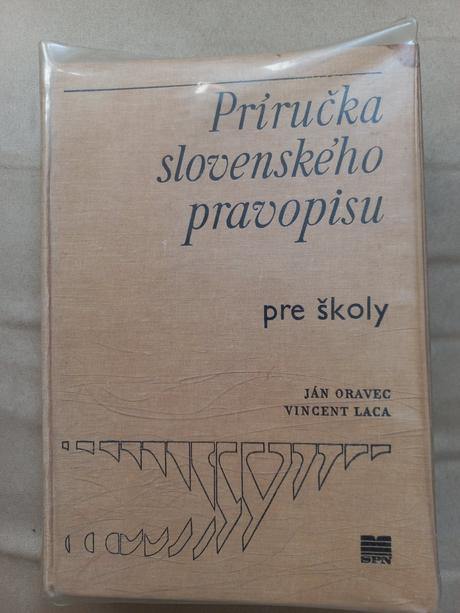 Príručka
slovenského
pravopisu
pre školy
JÁN ORAVEC
VINCENT LACA
SPN